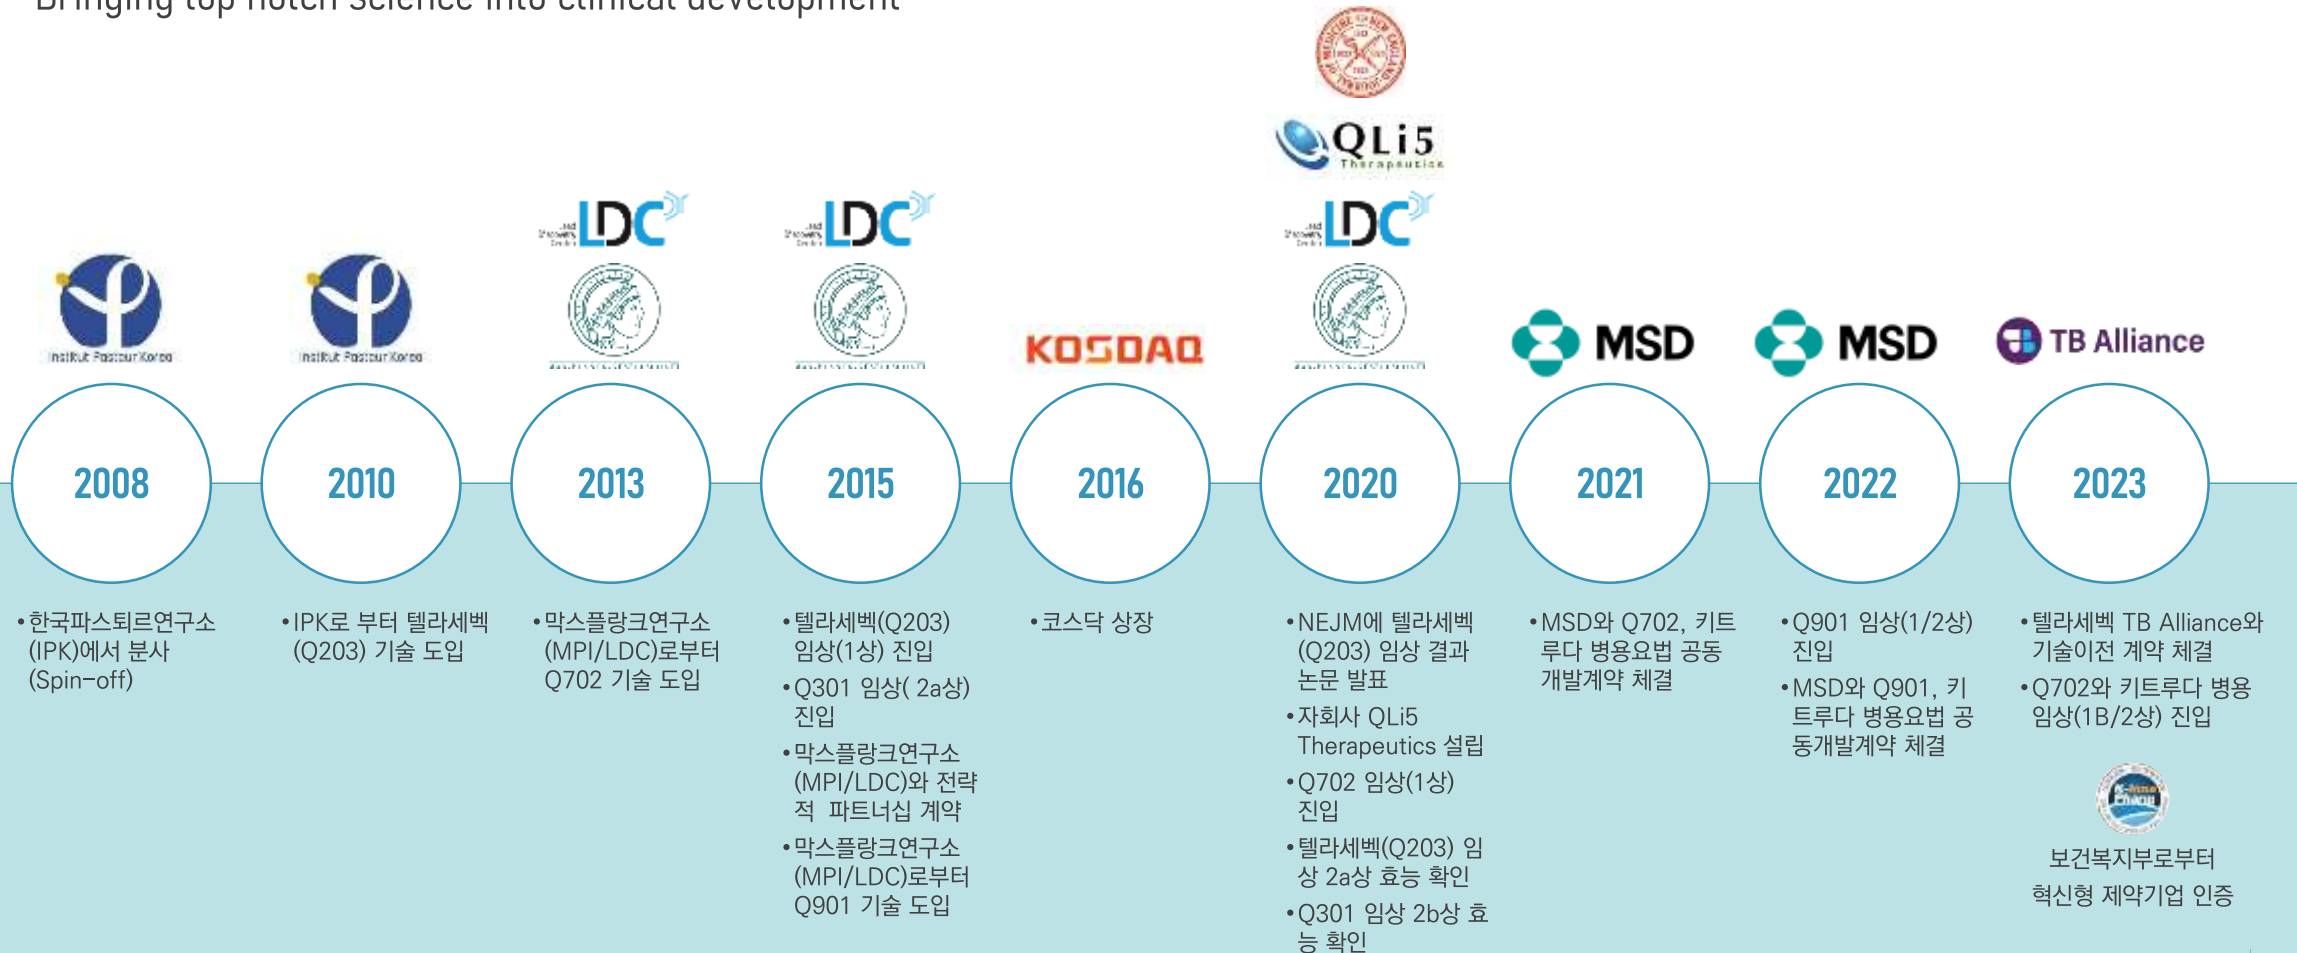 Bringing top notch science into clinical development
QLi5
Therapeutics
LDC
LDC
LDC
Institut Pasteur Korea
Institut Pasteur Korea
KOSDAQ
MSD
MSD
TB Alliance
2008
2010
2013
2015
2016
2020
2021
2022
2023
•한국파스퇴르연구소
(IPK)에서 분사
(Spin-off)
•IPK로 부터 텔라세벡
(Q203) 기술 도입
•막스플랑크연구소
(MPI/LDC)로부터
Q702 기술 도입
•텔라세벡(Q203)
임상(1상) 진입
•Q301 임상( 2a상)
진입
•막스플랑크연구소
(MPI/LDC)와 전략
적 파트너십 계약
•막스플랑크연구소
(MPI/LDC)로부터
Q901 기술 도입
•코스닥 상장
•NEJM에 텔라세벡
(Q203) 임상 결과
논문 발표
•자회사 QLi5
Therapeutics 설립
•Q702 임상(1상)
진입
•텔라세벡(Q203) 임
상 2a상 효능 확인
•Q301 임상 2b상 효
능 확인
•MSD와 Q702, 키트
루다 병용요법 공동
개발계약 체결
•Q901 임상(1/2상)
진입
•MSD와 Q901, 키
트루다 병용요법 공
동개발계약 체결
•텔라세벡 TB Alliance와
기술이전 계약 체결
•Q702와 키트루다 병용
임상(1B/2상) 진입
보건복지부로부터
혁신형 제약기업 인증